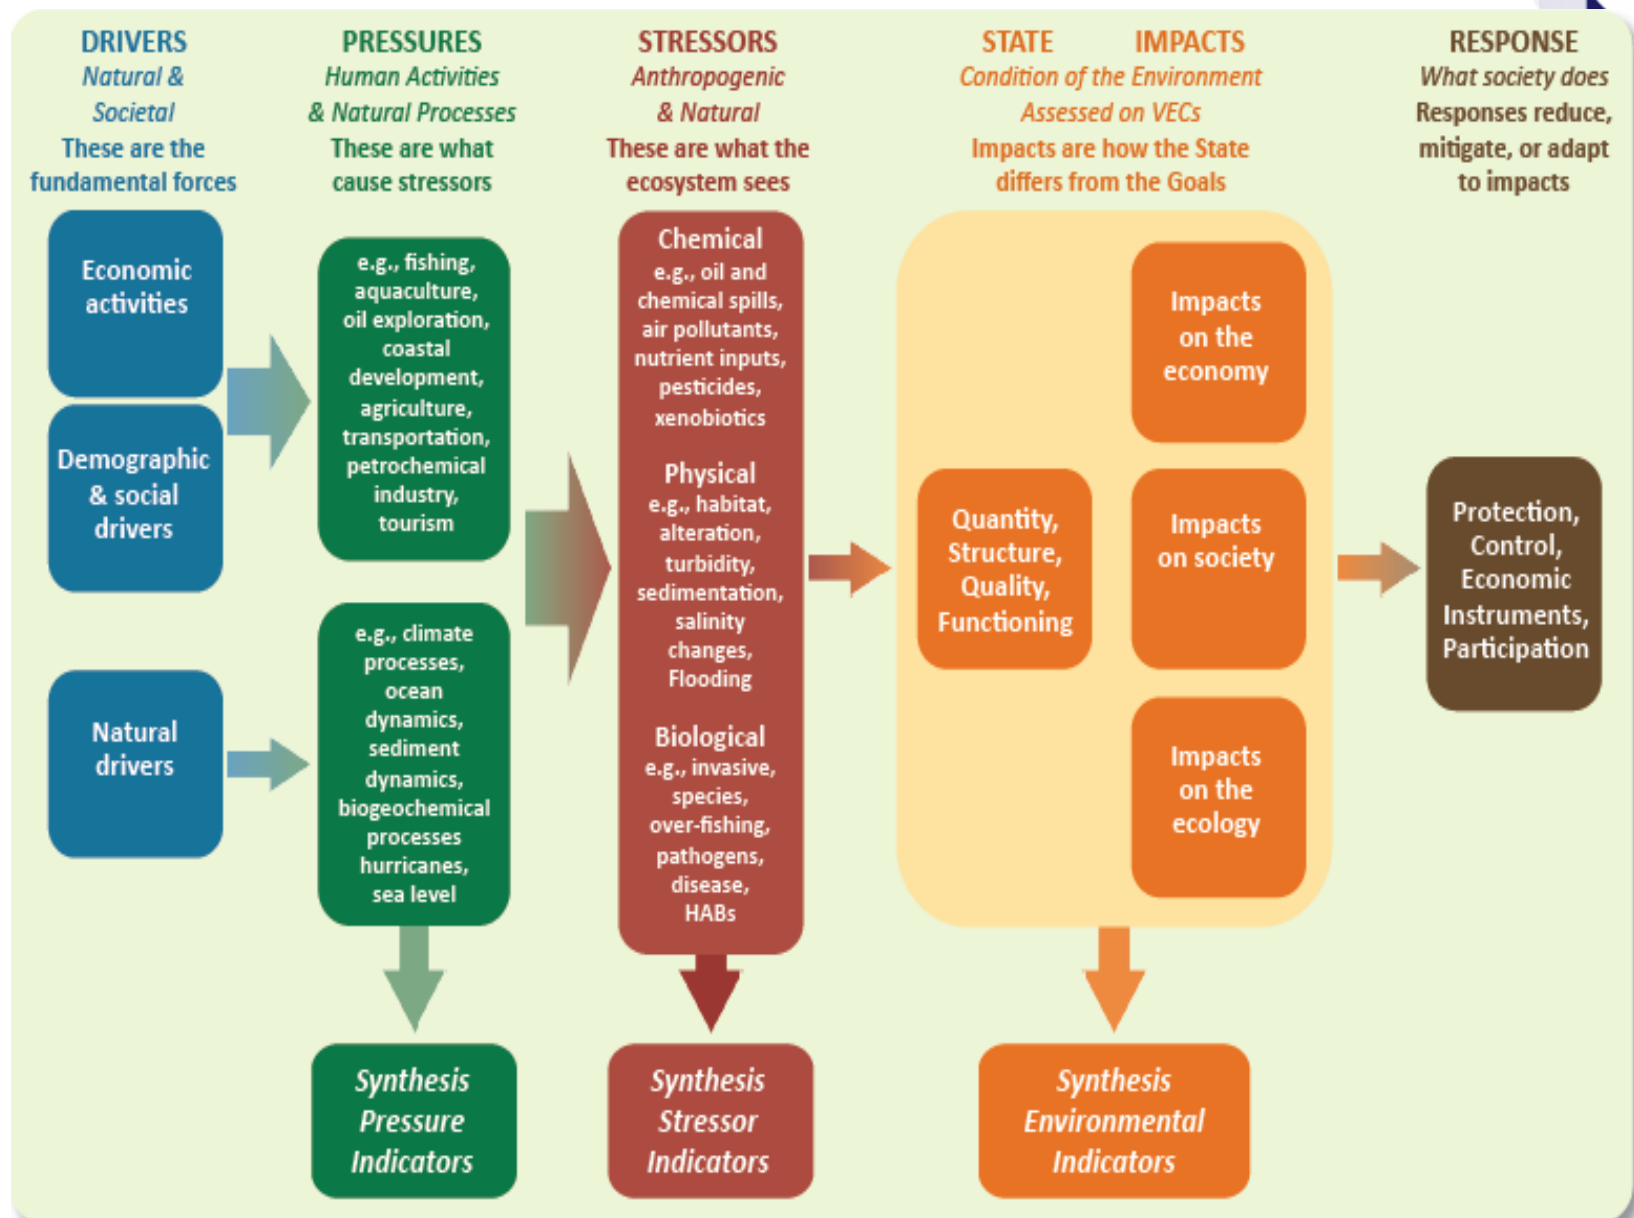 DRIVERS
Natural &
Societal
These are the
fundamental forces
Economic
activities
Demographic
& social
drivers
Natural
drivers
PRESSURES
Human Activities
& Natural Processes
These are what
cause stressors
e.g., fishing,
aquaculture,
oil exploration,
coastal
development,
agriculture,
transportation,
petrochemical
industry,
tourism
e.g., climate
processes,
ocean
dynamics,
sediment
dynamics,
biogeochemical
processes
hurricanes,
sea level
Synthesis
Pressure
Indicators
STRESSORS
Anthropogenic
& Natural
These are what the
ecosystem sees
Chemical
e.g., oil and
chemical spills,
air pollutants,
nutrient inputs,
pesticides,
xenobiotics
Physical
e.g., habitat,
alteration,
turbidity,
sedimentation,
salinity
changes,
Flooding
Biological
e.g., invasive,
species,
over-fishing,
pathogens,
disease,
HABs
Synthesis
Stressor
Indicators
STATE IMPACTS
Condition of the Environment
Assessed on VECs
Impacts are how the State
differs from the Goals
Quantity,
Structure,
Quality,
Functioning
Impacts
on the
economy
Impacts
on society
Impacts
on the
ecology
Synthesis
Environmental
Indicators
RESPONSE
What society does
Responses reduce,
mitigate, or adapt
to impacts
Protection,
Control,
Economic
Instruments,
Participation